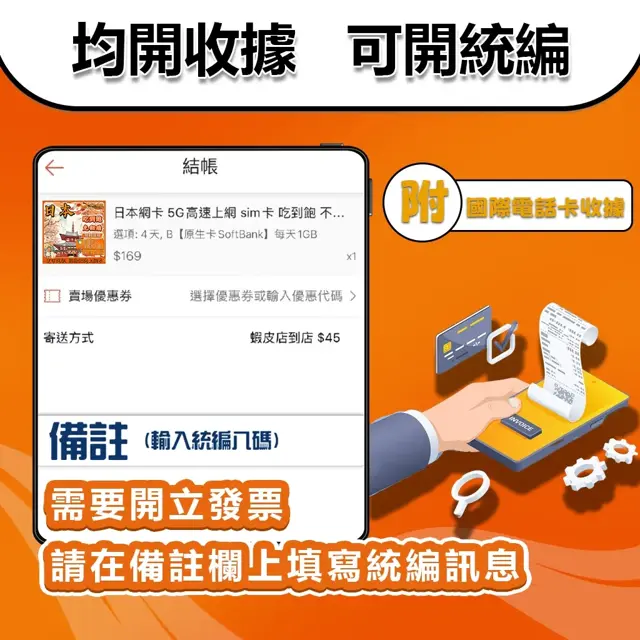 均開收據 可開統編
結帳
日本
日本網卡 5G高速上網 sim卡 吃到飽 不...
選項: 4天, B【原生卡SoftBank】每天1GB
$169
x1
賣場優惠券 選擇優惠券或輸入優惠代碼
寄送方式 蝦皮店到店 $45
附 國際電話卡收據
INVOICE
備註 (輸入統編八碼)
需要開立發票
請在備註欄上填寫統編訊息